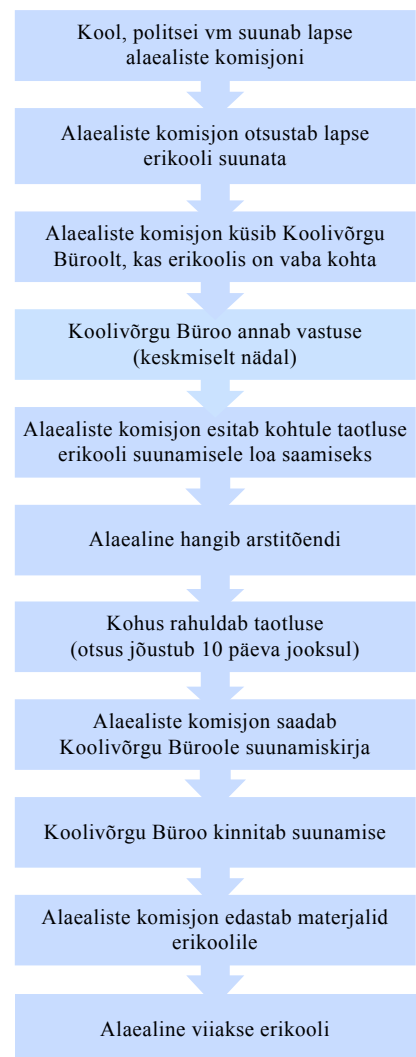 Kool, politsei vm suunab lapse
alaealiste komisjoni
Alaealiste komisjon otsustab lapse
erikooli suunata
Alaealiste komisjon küsib Koolivõrgu
Büroolt, kas erikoolis on vaba kohta
Koolivõrgu Büroo annab vastuse
(keskmiselt nädal)
Alaealiste komisjon esitab kohtule taotluse
erikooli suunamisele loa saamiseks
Alaealine hangib arstitõendi
Kohus rahuldab taotluse
(otsus jõustub 10 päeva jooksul)
Alaealiste komisjon saadab
Koolivõrgu Büroole suunamiskirja
Koolivõrgu Büroo kinnitab suunamise
Alaealiste komisjon edastab materjalid
erikoolile
Alaealine viiakse erikooli